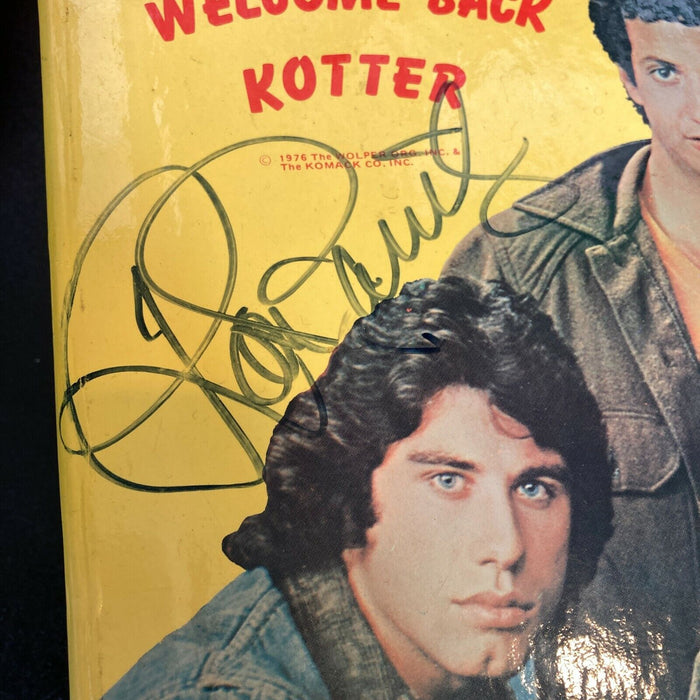 WELCOME BACK
KOTTER
© 1976 The WOLPER ORG. INC. &
The KOMACK CO. INC.